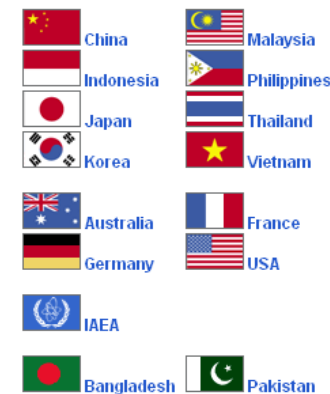 China Malaysia
Indonesia Philippines
Japan Thailand
Korea Vietnam
Australia France
Germany USA
IAEA
Bangladesh Pakistan